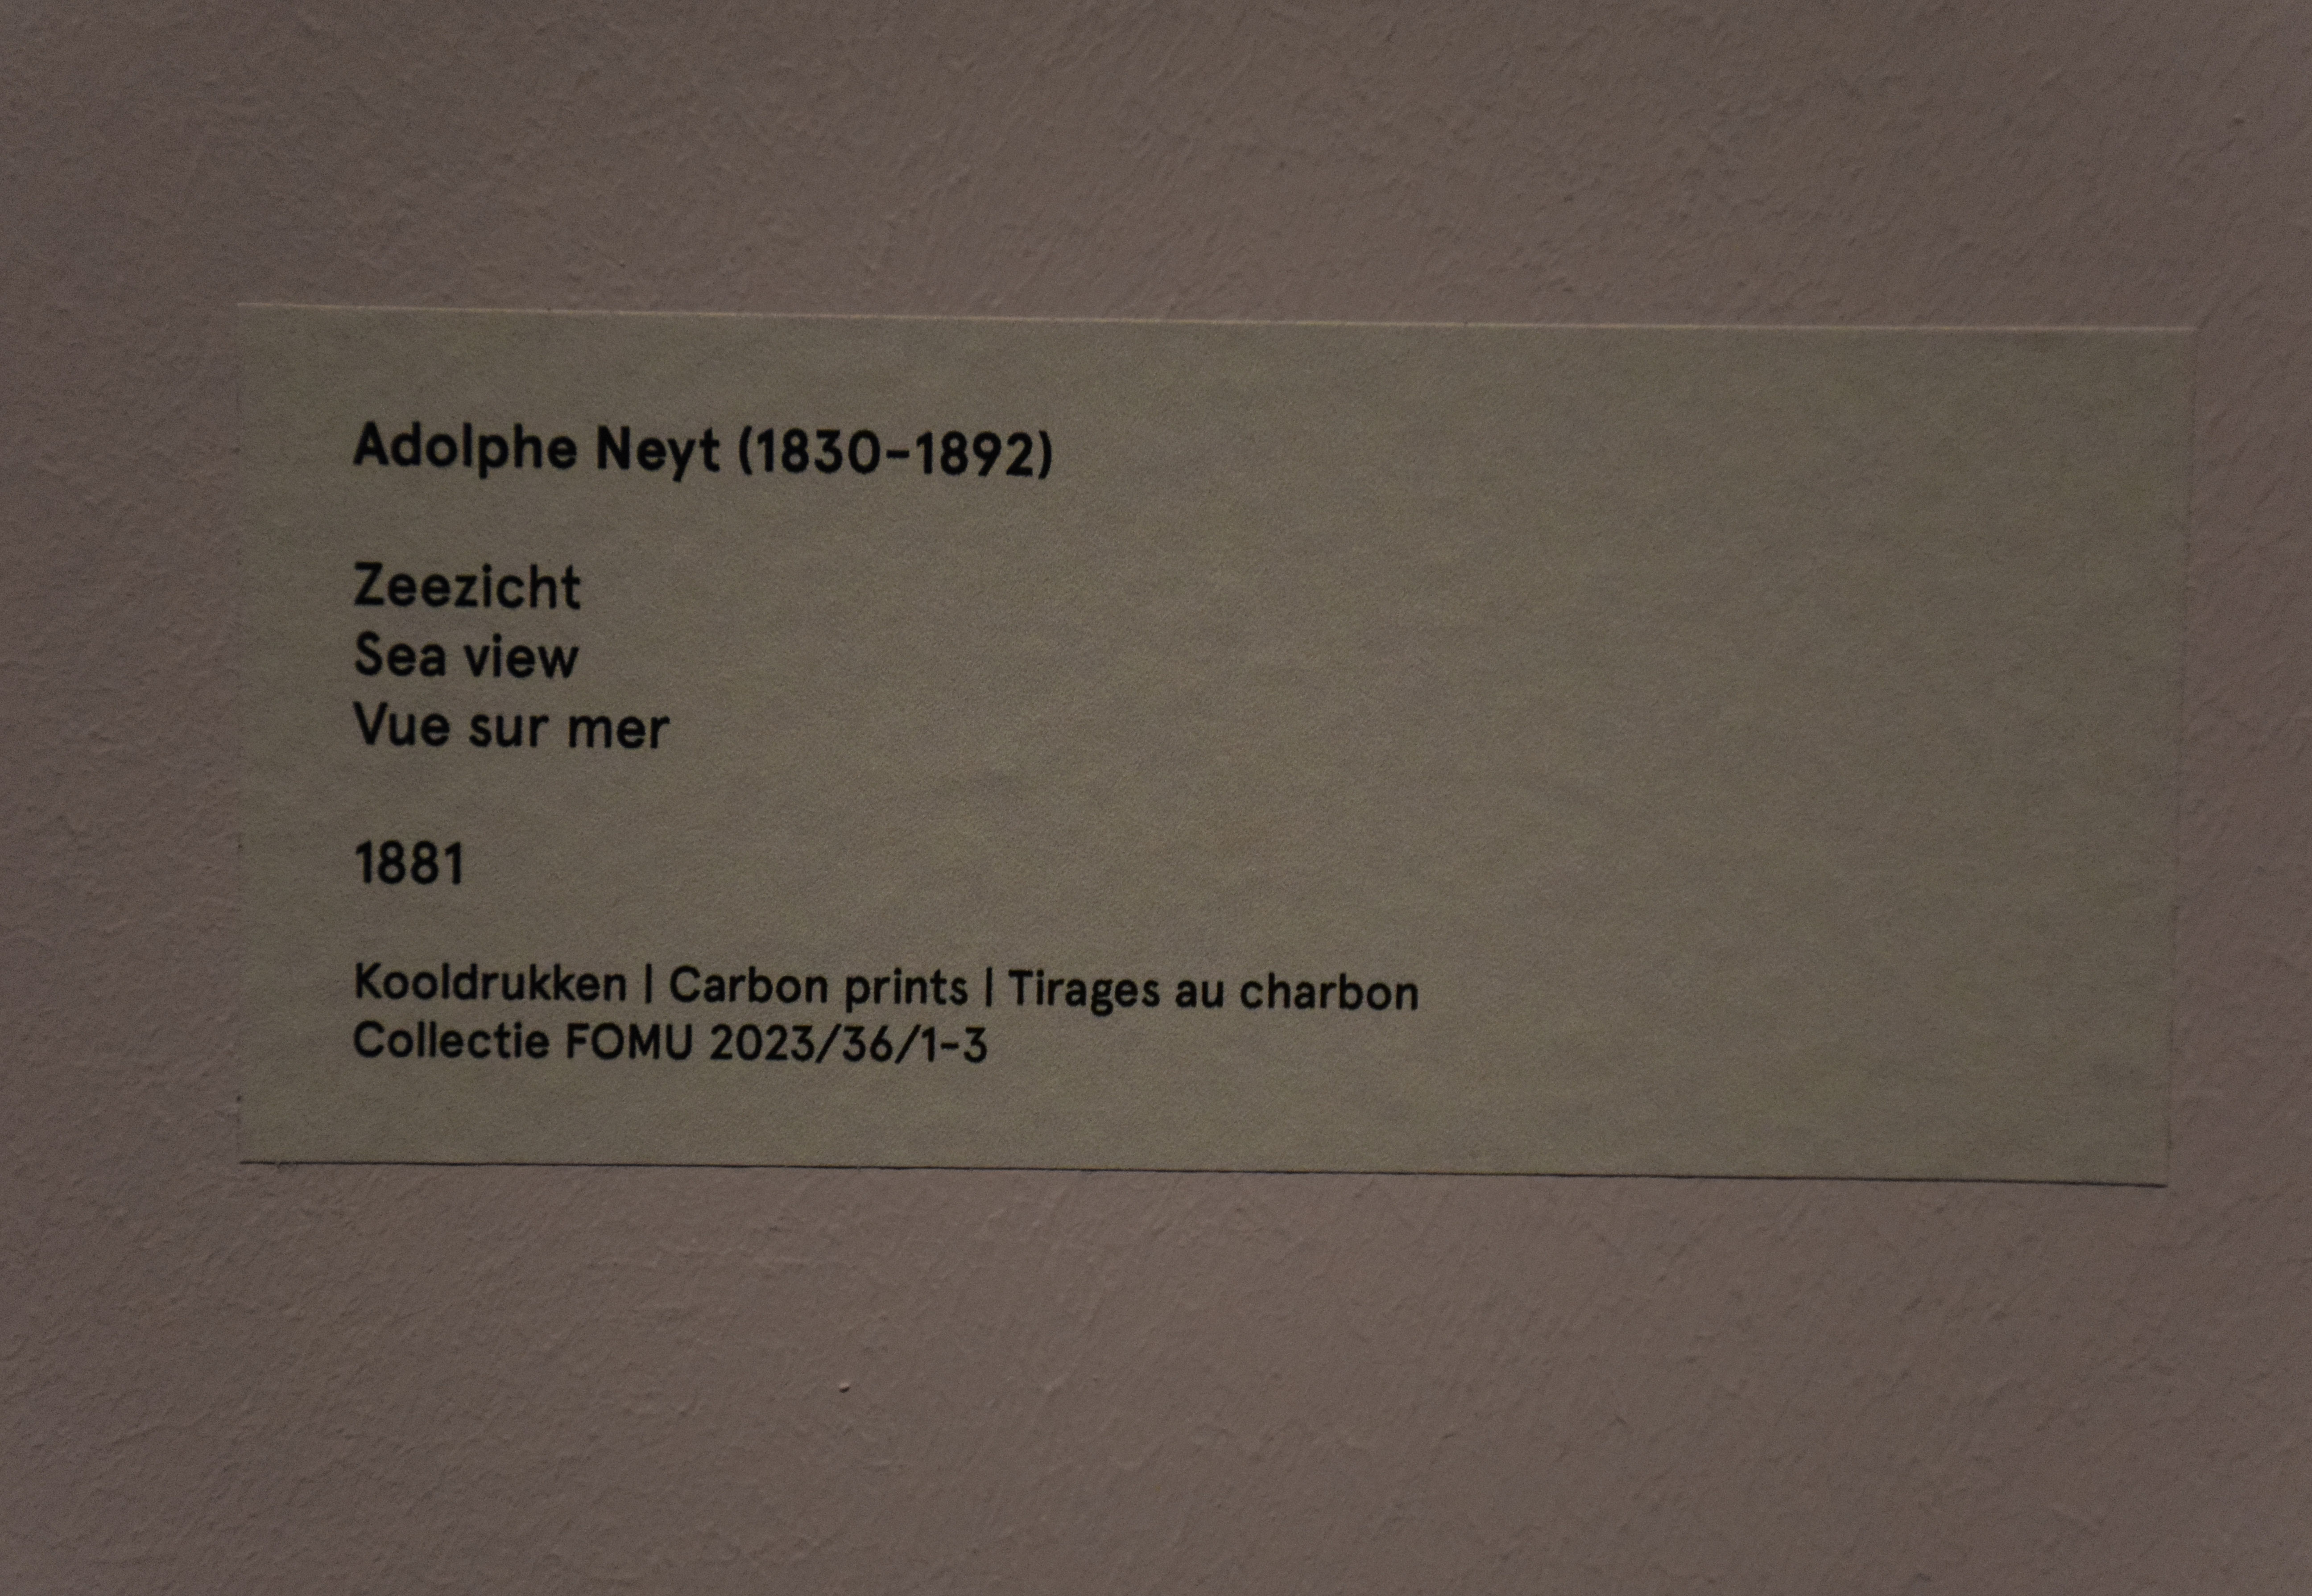 Adolphe Neyt (1830-1892)
Zeezicht
Sea view
Vue sur mer
1881
Kooldrukken | Carbon prints | Tirages au charbon
Collectie FOMU 2023/36/1-3